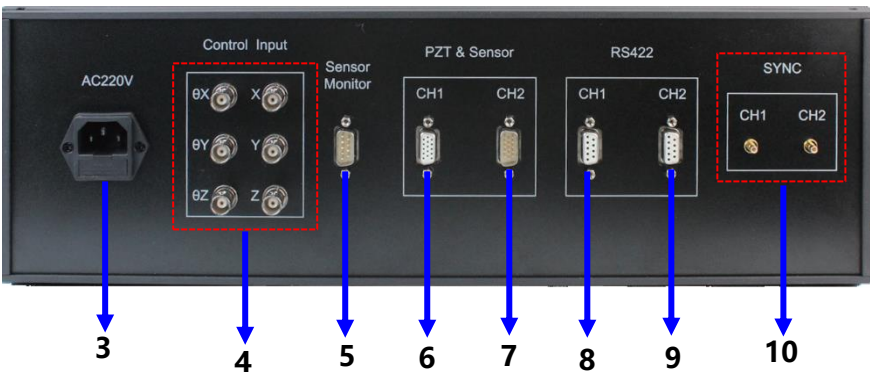 Control Input
PZT & Sensor
RS422
Sensor
Monitor
SYNC
AC220V
θX X
CH1 CH2
CH1 CH2
CH1 CH2
θY Y
θZ Z
3
4
5
6
7
8
9
10